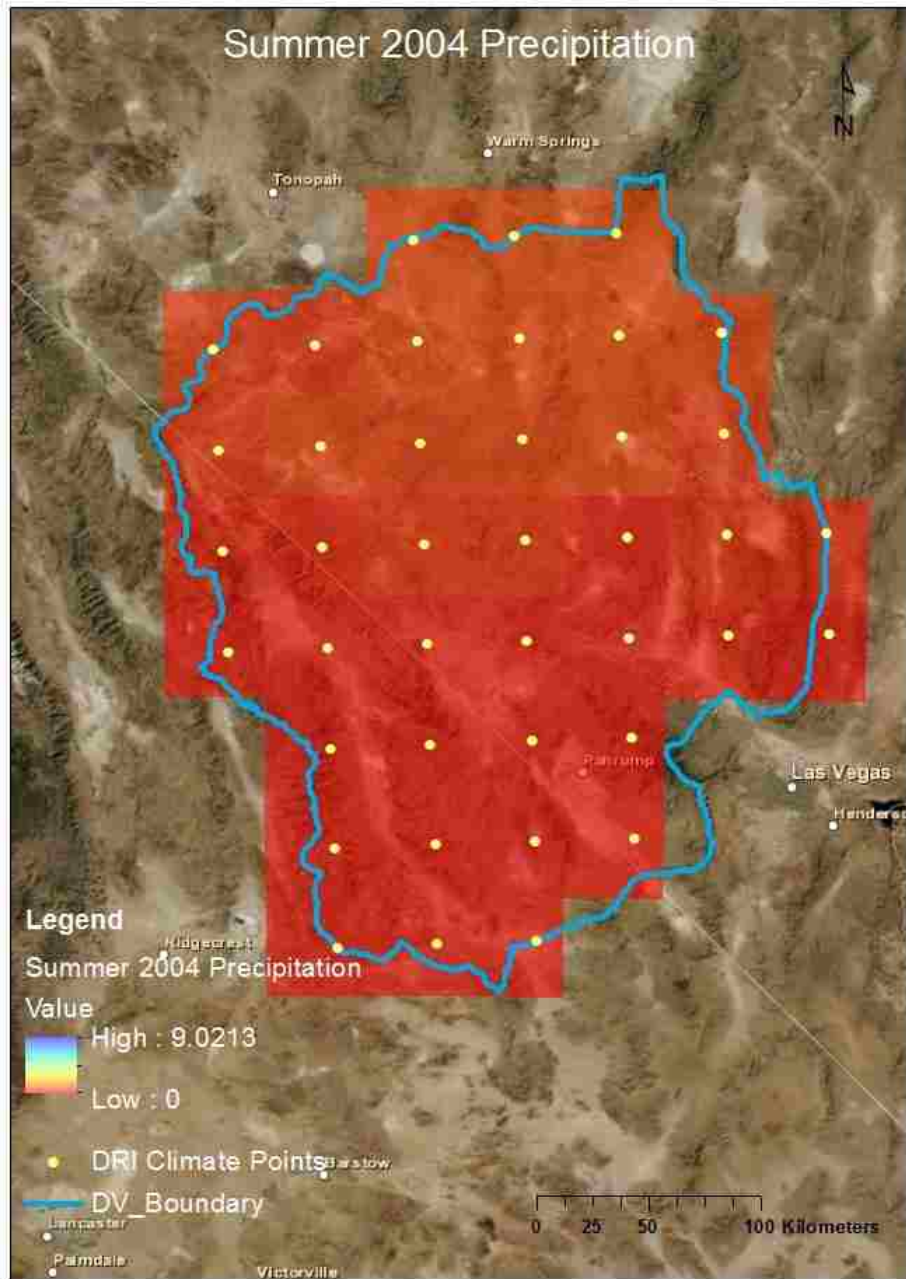 Summer 2004 Precipitation
N
Warm Springs
Tonopah
Pahrump
Las Vegas
Henders
Legend
Ridgecrest
Summer 2004 Precipitation
Value
High : 9.0213
Low : 0
DRI Climate Points
Barstow
DV_Boundary
0 25 50 100 Kilometers
Lancaster
Palmdale
Victorville